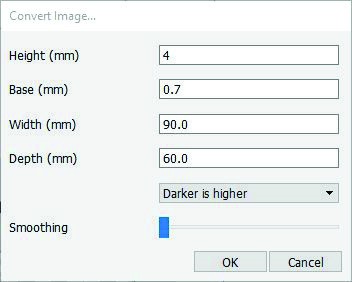 Convert Image...
Height (mm) 4
Base (mm) 0.7
Width (mm) 90.0
Depth (mm) 60.0
Darker is higher
Smoothing
OK Cancel